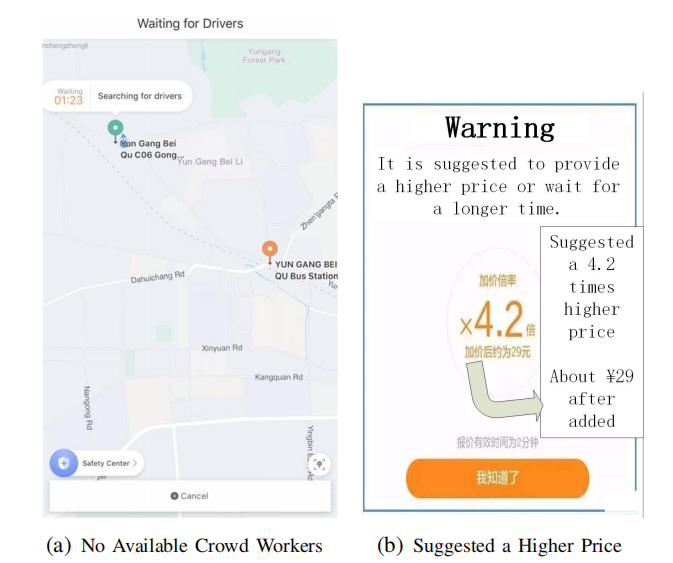 Waiting for Drivers
nchengzhongli
Yungang
Forest Park
Waiting
01:23
Searching for drivers
Yun Gang Bei
Qu C06 Gong...
Yun Gang Bei Li
Zhen'gangta R
YUN GANG BEI
QU Bus Station
Yu
Dahuichang Rd
Xinyuan Rd
Kangquan Rd
Nangong Rd
Yingbin
Rd
Safety Center
Cancel
(a) No Available Crowd Workers
Warning
It is suggested to provide
a higher price or wait for
a longer time.
加价倍率
×4.2倍
加价后约为29元
Suggested
a 4.2
times
higher
price
About ¥29
after
added
报价有效时间为2分钟
我知道了
(b) Suggested a Higher Price